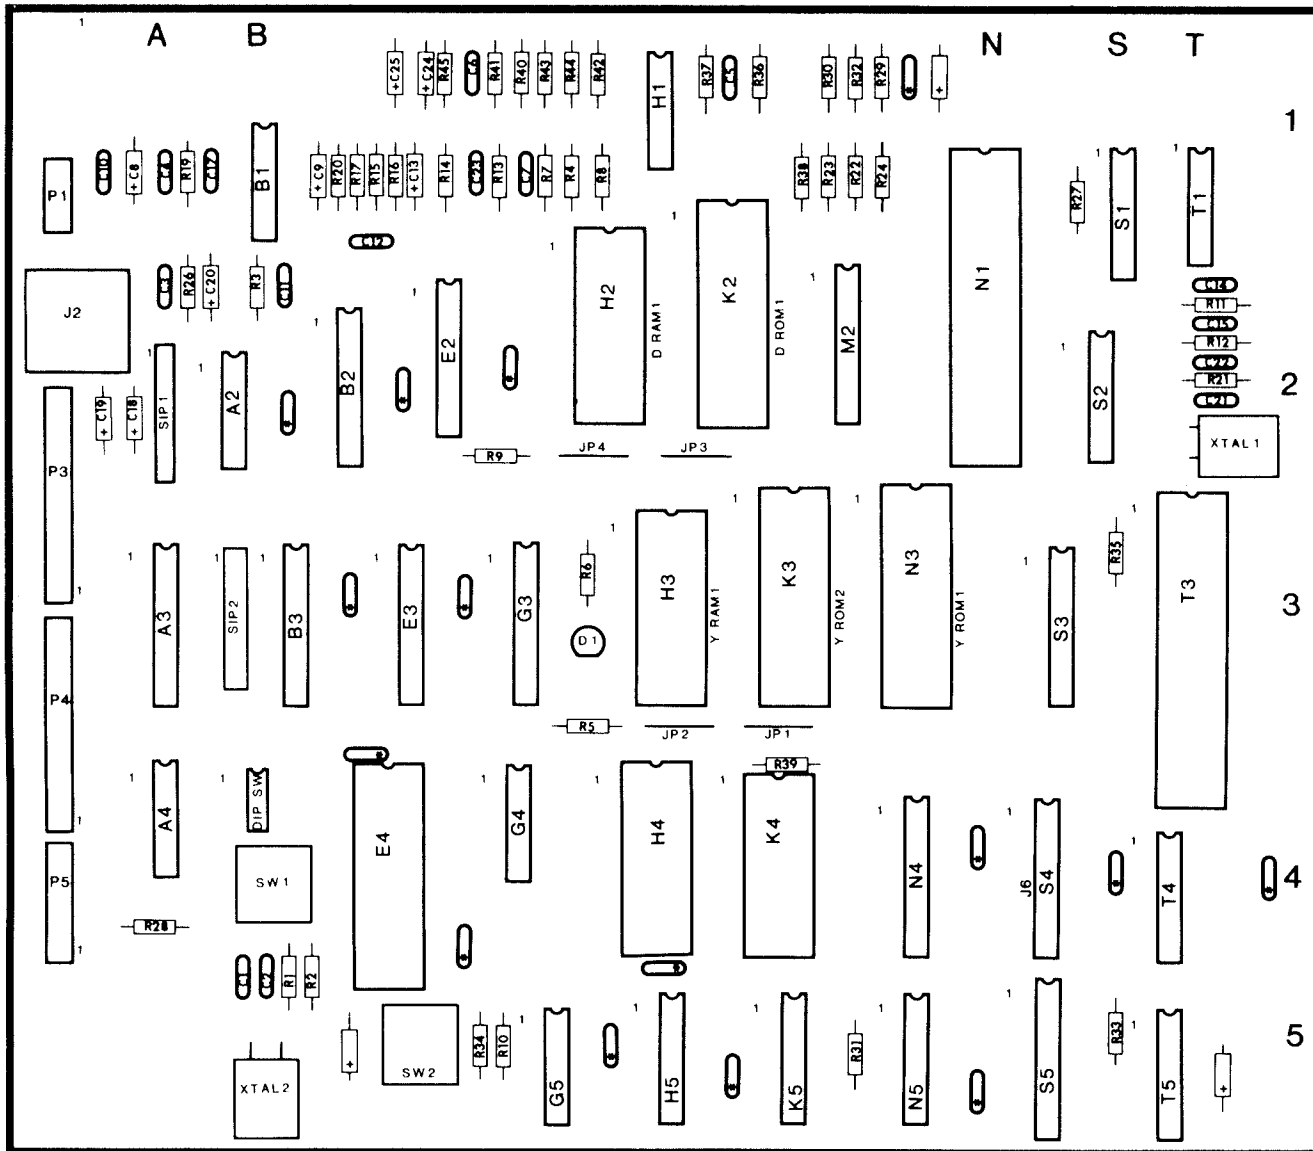 1
A B N S T
+C25 +C24 R45 C6 R41 R40 R43 R44 R42 H1 R37 C5 R36 R30 R32 R29 * +
1
P1 C10 +C8 C4 R19 C17 B1 +C9 R20 R17 R15 R16 +C13 R14 C23 R13 C7 R7 R4 R8 R38 R23 R22 R24 R27 1 S1 1 T1
C12
J2 C3 R26 +C20 R3 C11 1 E2 1 H2 D RAM1 1 K2 D ROM1 1 M2 N1
C14
R11
C15
R12
C22
R21
C21
2
+C19 +C18 1 SIP1 1 A2 * 1 B2 * * 1 S2
XTAL1
R9 JP4 JP3
P3 1
1 A3 1 SIP2 1 B3 * 1 E3 * 1 G3 R6 D1 1 H3 Y RAM1 1 K3 Y ROM2 1 N3 Y ROM1 1 S3 R35 1 T3
3
P4 1
R5 JP2 JP1
* R39
1 A4 1 DIP SW E4 1 G4 1 H4 1 K4 1 N4 * 1 J6 S4 * 1 T4 *
4
P5 1
SW1
R28
C1 C2 R1 R2 * *
XTAL2 + SW2 R34 R10 1 G5 * 1 H5 * 1 K5 R31 1 N5 * 1 S5 R33 1 T5 +
5